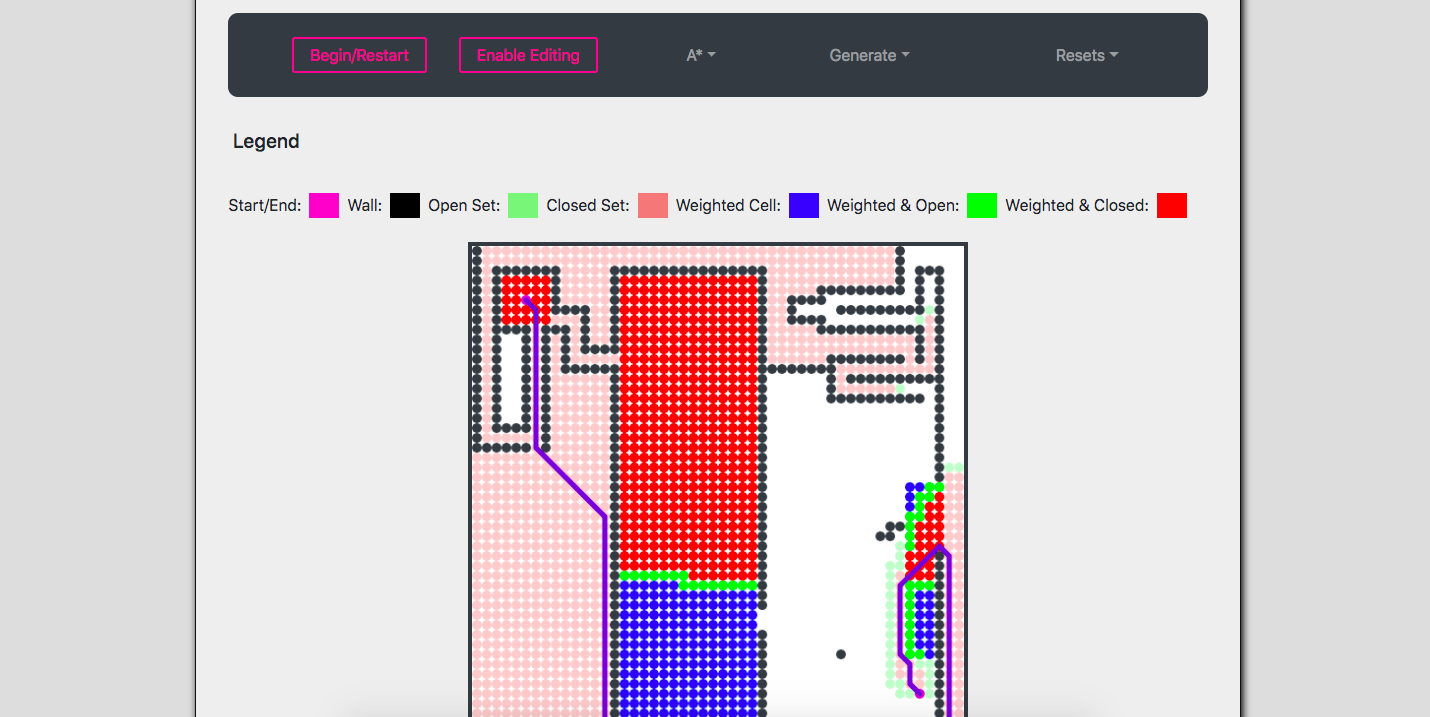 Begin/Restart Enable Editing A* Generate Resets
Legend
Start/End: Wall: Open Set: Closed Set: Weighted Cell: Weighted & Open: Weighted & Closed: